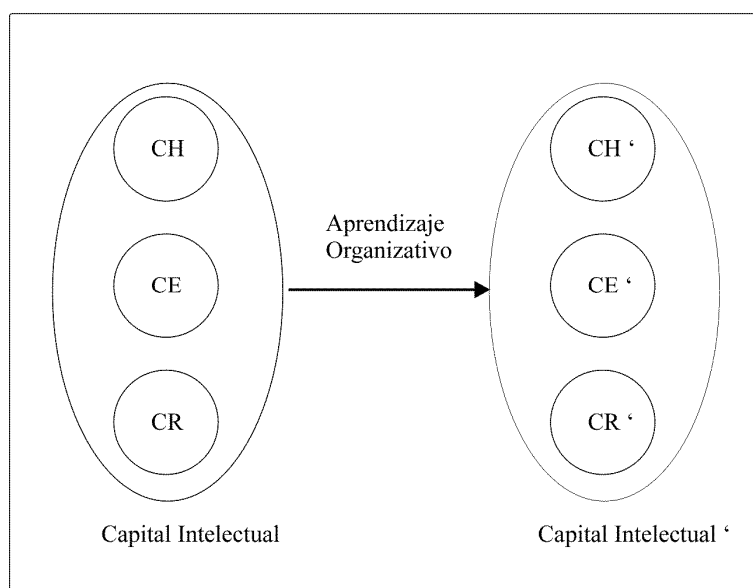 CH
CE
CR
Capital Intelectual
Aprendizaje
Organizativo
CH ‘
CE ‘
CR ‘
Capital Intelectual ‘